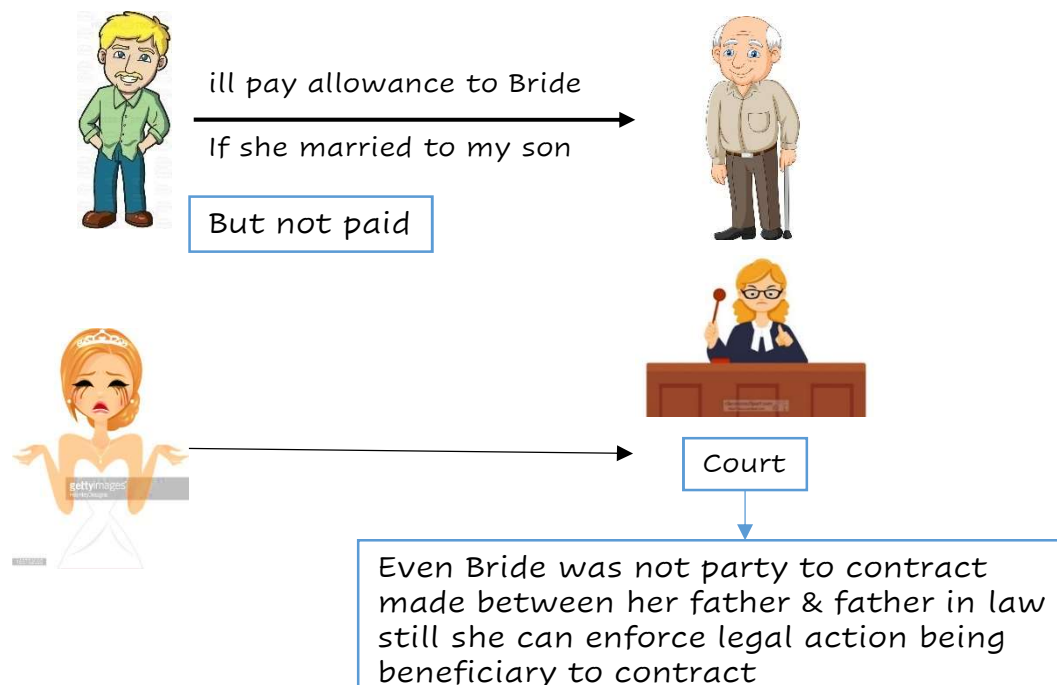 ill pay allowance to Bride
If she married to my son
But not paid
gettyimages
Court
Even Bride was not party to contract
made between her father & father in law
still she can enforce legal action being
beneficiary to contract